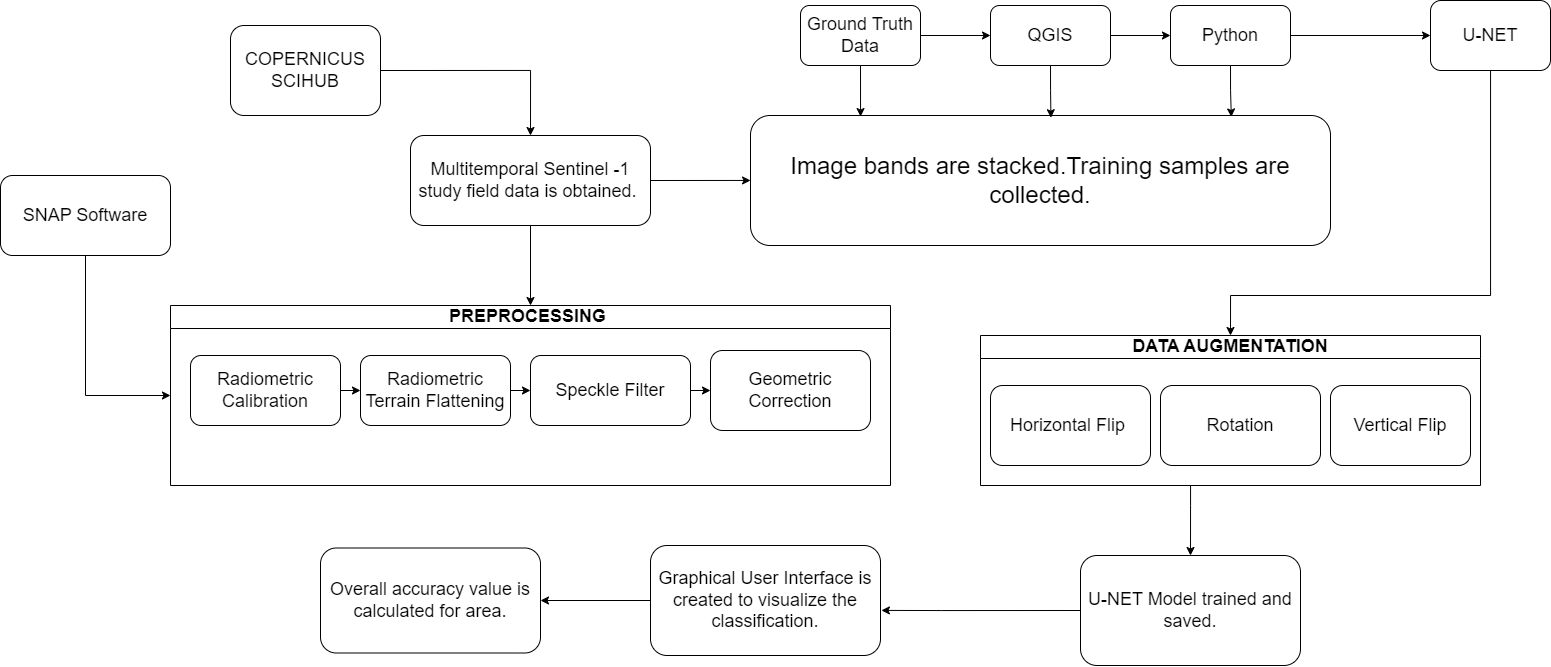 Ground Truth
Data
QGIS
Python
U-NET
COPERNICUS
SCIHUB
Multitemporal Sentinel -1
study field data is obtained.
Image bands are stacked.Training samples are
collected.
SNAP Software
PREPROCESSING
Radiometric
Calibration
Radiometric
Terrain Flattening
Speckle Filter
Geometric
Correction
DATA AUGMENTATION
Horizontal Flip
Rotation
Vertical Flip
Overall accuracy value is
calculated for area.
Graphical User Interface is
created to visualize the
classification.
U-NET Model trained and
saved.